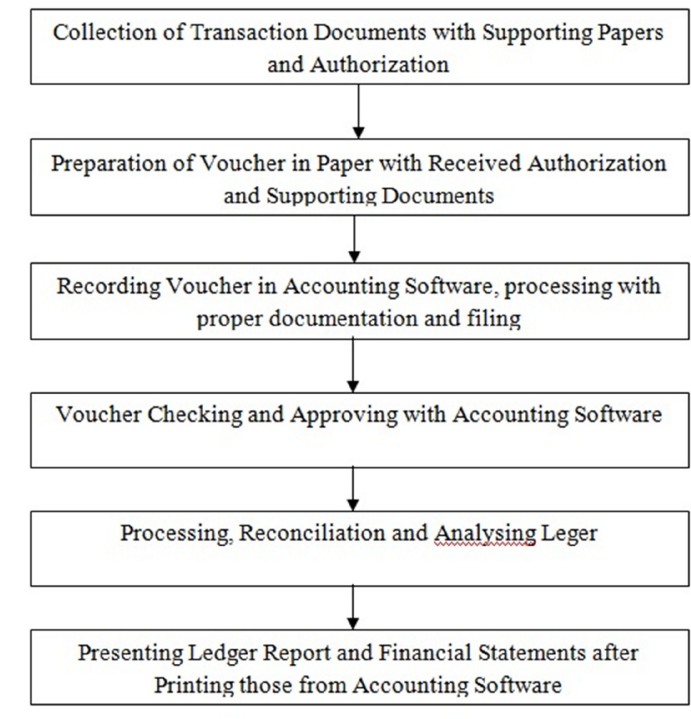 Collection of Transaction Documents with Supporting Papers
and Authorization
Preparation of Voucher in Paper with Received Authorization
and Supporting Documents
Recording Voucher in Accounting Software, processing with
proper documentation and filing
Voucher Checking and Approving with Accounting Software
Processing, Reconciliation and Analysing Leger
Presenting Ledger Report and Financial Statements after
Printing those from Accounting Software